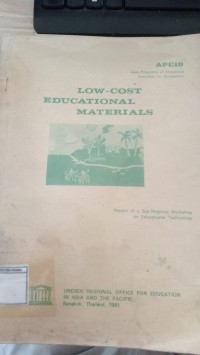 APEID
Asia Programme of Educational
Innovation for Development
LOW-COST
EDUCATIONAL
MATERIALS
Report of a Sub-Regional Workshop
on Educational Technology
UNESCO REGIONAL OFFICE FOR EDUCATION
IN ASIA AND THE PACIFIC
Bangkok, Thailand, 1981